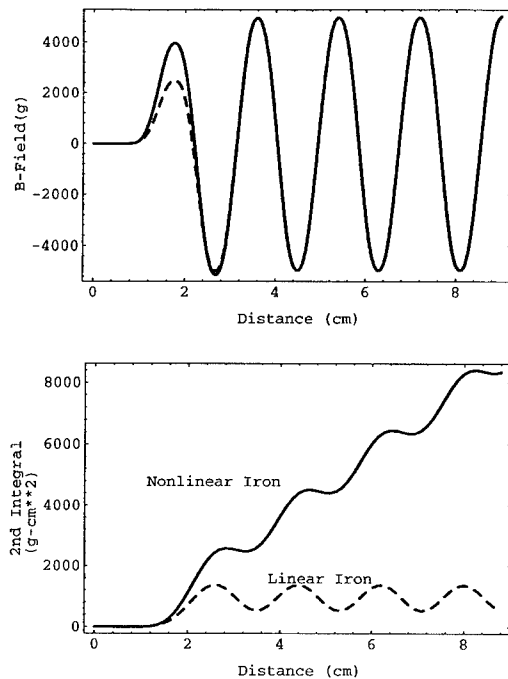 B-Field(g)
4000
2000
0
-2000
-4000
0 2 4 6 8
Distance (cm)
2nd Integral
(g-cm**2)
8000
6000
4000
2000
0
Nonlinear Iron
Linear Iron
0 2 4 6 8
Distance (cm)